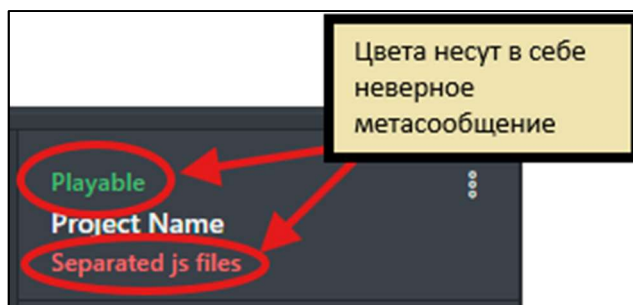 Цвета несут в себе
неверное
метасообщение
Playable
Project Name
Separated js files